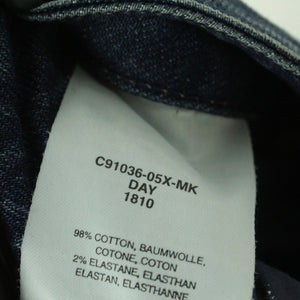 C91036-05X-MK
DAY
1810
98% COTTON, BAUMWOLLE,
COTONE, COTON
2% ELASTANE, ELASTHAN
ELASTAN, ELASTHANNE